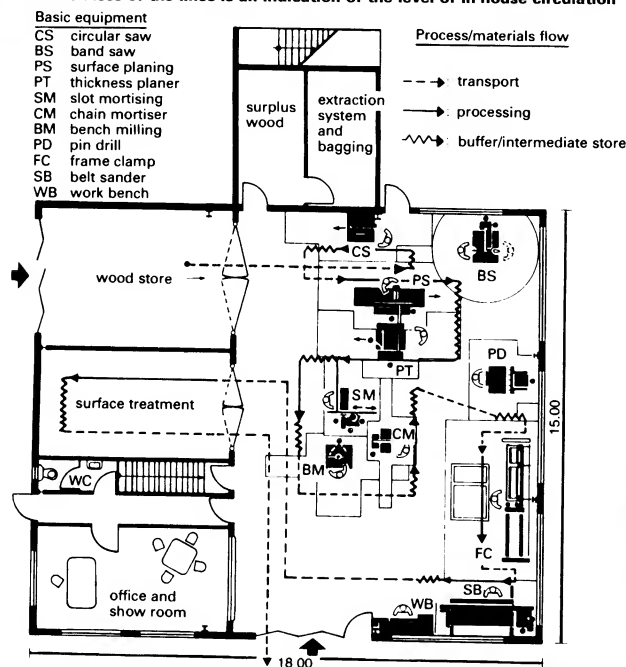 Basic equipment
CS circular saw
BS band saw
PS surface planing
PT thickness planer
SM slot mortising
CM chain mortiser
BM bench milling
PD pin drill
FC frame clamp
SB belt sander
WB work bench
Process/materials flow
transport
processing
buffer/intermediate store
surplus
wood
extraction
system
and
bagging
CS
BS
wood store
PS
PT
PD
surface treatment
SM
CM
BM
WC
FC
office and
show room
SB
WB
15.00
18.00